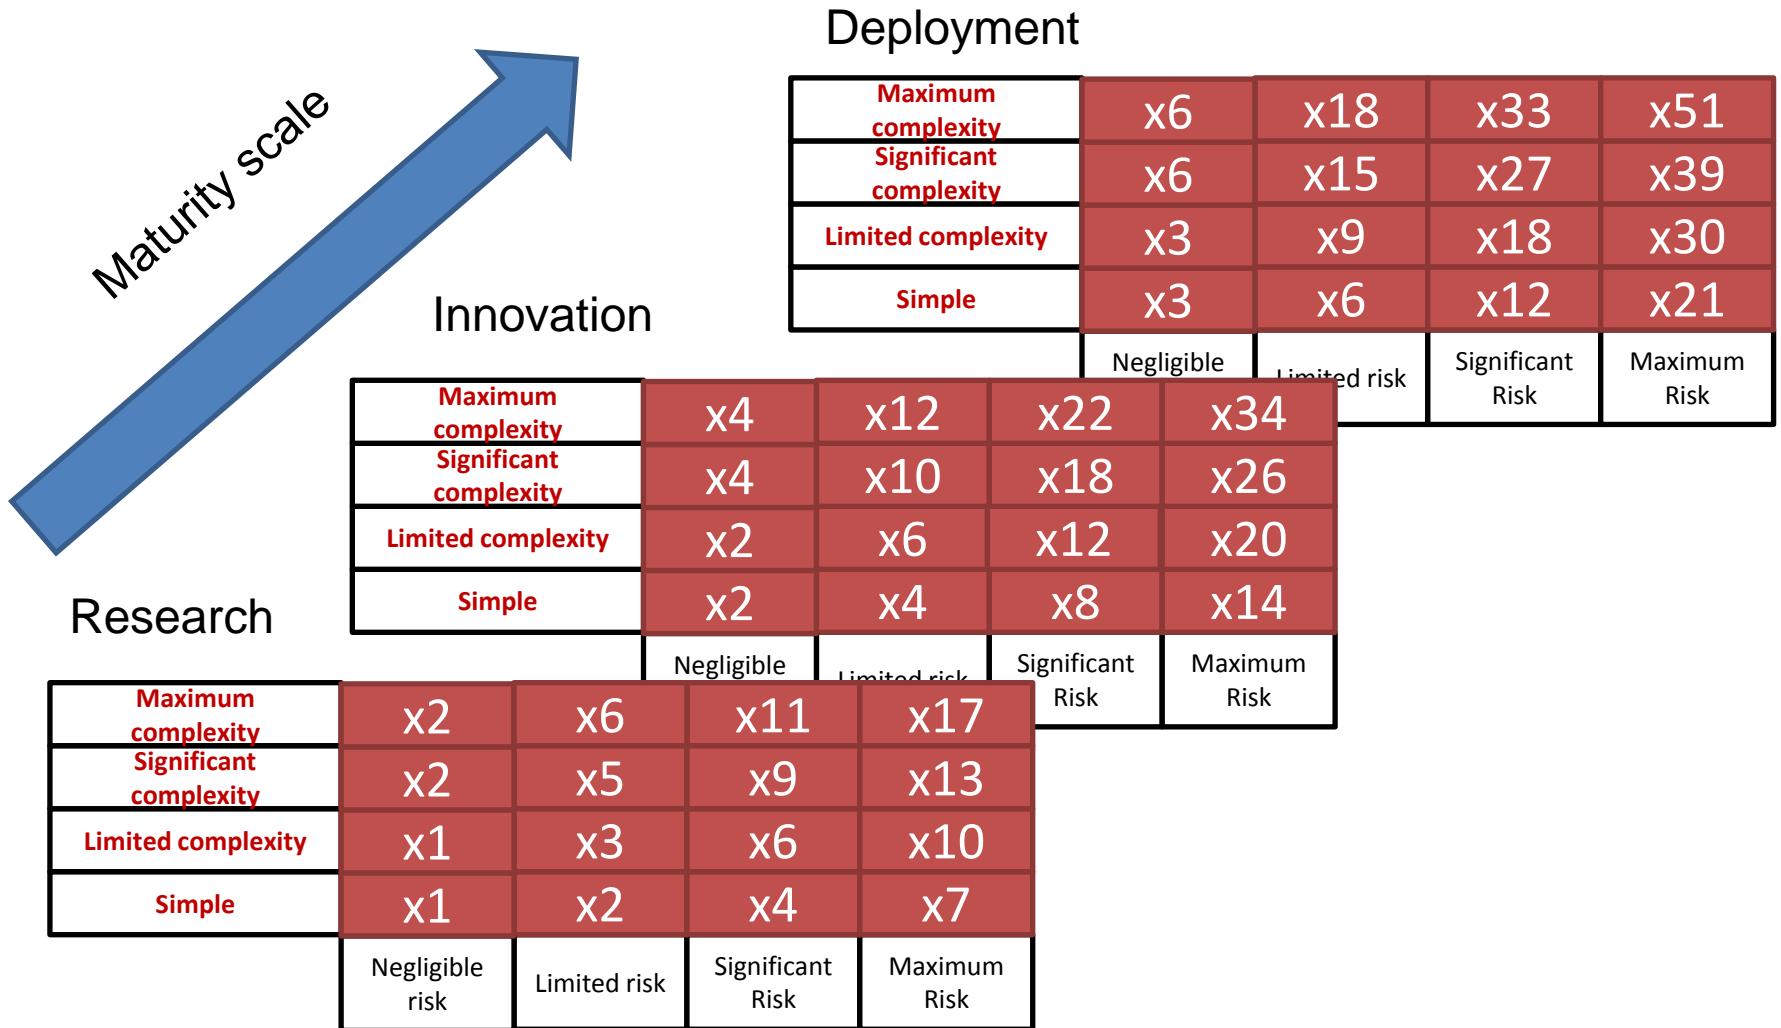 Deployment
Maturity scale
Maximum
complexity
x6 x18 x33 x51
Significant
complexity
x6 x15 x27 x39
Limited complexity x3 x9 x18 x30
Simple x3 x6 x12 x21
Negligible
Limited risk
Significant
Risk
Maximum
Risk
Innovation
Maximum
complexity
x4 x12 x22 x34
Significant
complexity
x4 x10 x18 x26
Limited complexity x2 x6 x12 x20
Simple x2 x4 x8 x14
Negligible
Limited risk
Significant
Risk
Maximum
Risk
Research
Maximum
complexity
x2 x6 x11 x17
Significant
complexity
x2 x5 x9 x13
Limited complexity x1 x3 x6 x10
Simple x1 x2 x4 x7
Negligible
risk
Limited risk
Significant
Risk
Maximum
Risk